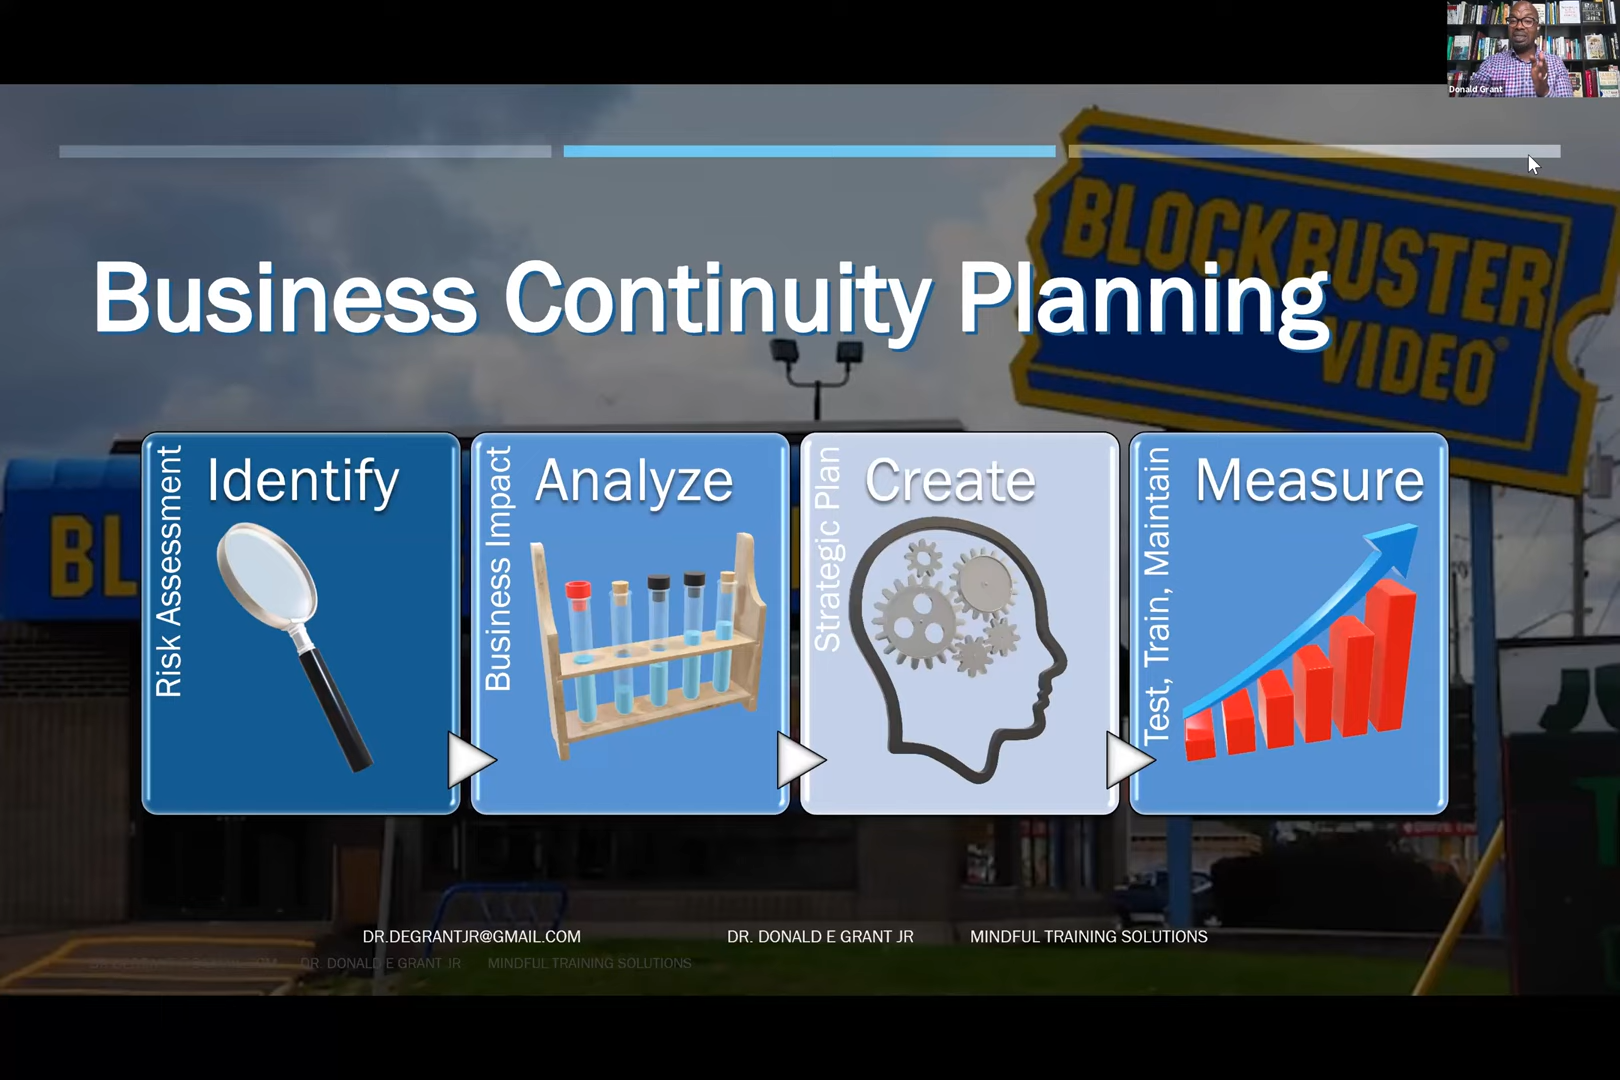 Donald Grant
BLOCKBUSTER
VIDEO®
Business Continuity Planning
BL
Risk Assessment
Identify
Business Impact
Analyze
Strategic Plan
Create
Test, Train, Maintain
Measure
DR.DEGRANTJR@GMAIL.COM DR. DONALD E GRANT JR MINDFUL TRAINING SOLUTIONS
DR. DONALD E GRANT JR MINDFUL TRAINING SOLUTIONS